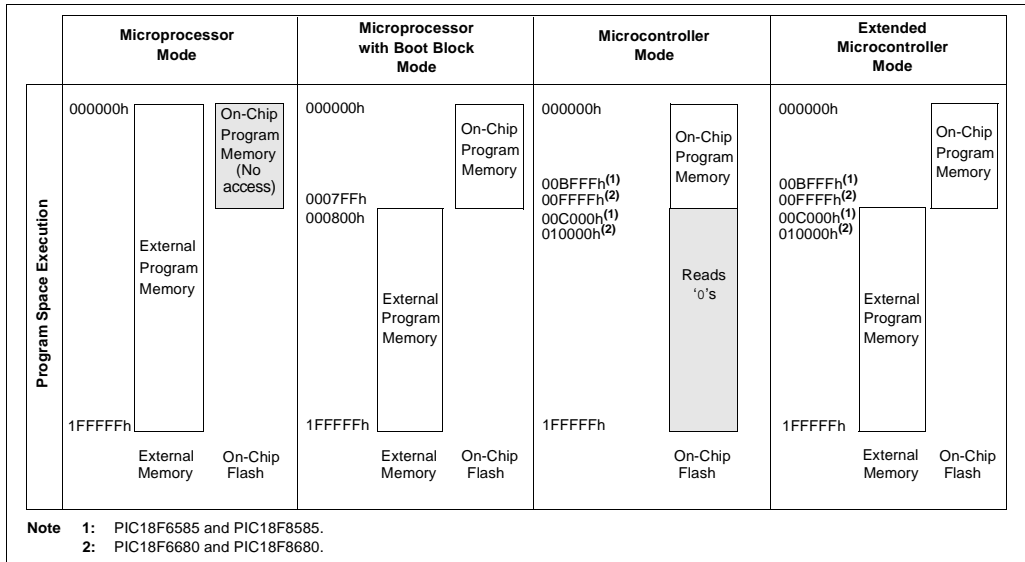 Microprocessor
Mode
Microprocessor
with Boot Block
Mode
Microcontroller
Mode
Extended
Microcontroller
Mode
Program Space Execution
000000h
On-Chip
Program
Memory
(No
access)
External
Program
Memory
1FFFFFh
External
Memory
On-Chip
Flash
000000h
On-Chip
Program
Memory
0007FFh
000800h
External
Program
Memory
1FFFFFh
External
Memory
On-Chip
Flash
000000h
On-Chip
Program
Memory
00BFFFh(1)
00FFFFh(2)
00C000h(1)
010000h(2)
Reads
‘0’s
1FFFFFh
On-Chip
Flash
000000h
On-Chip
Program
Memory
00BFFFh(1)
00FFFFh(2)
00C000h(1)
010000h(2)
External
Program
Memory
1FFFFFh
External
Memory
On-Chip
Flash
Note 1: PIC18F6585 and PIC18F8585.
2: PIC18F6680 and PIC18F8680.